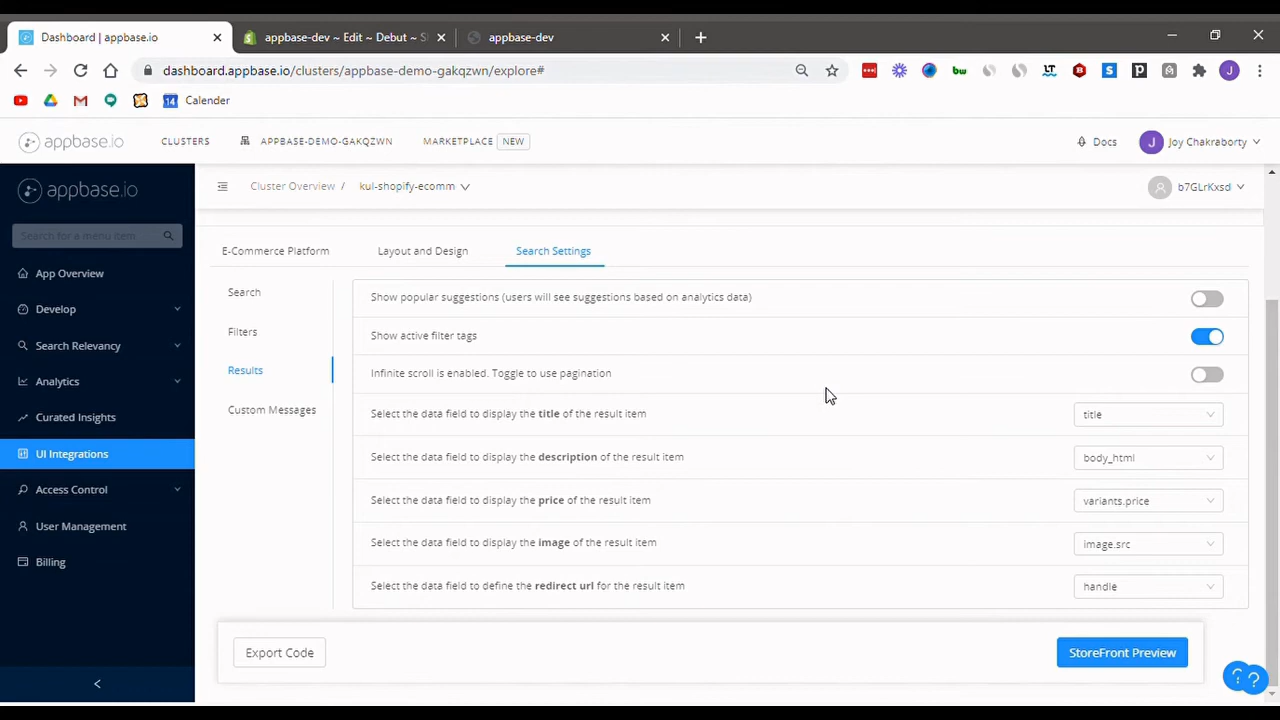 Dashboard | appbase.io
appbase-dev ~ Edit ~ Debut ~ S
appbase-dev
dashboard.appbase.io/clusters/appbase-demo-gakqzwn/explore#
J
14 Calender
appbase.io
CLUSTERS
APPBASE-DEMO-GAKQZWN
MARKETPLACE NEW
Docs
J Joy Chakraborty
appbase.io
Cluster Overview / kul-shopify-ecomm
b7GLrKxsd
Search for a menu item
App Overview
Develop
Search Relevancy
Analytics
Curated Insights
UI Integrations
Access Control
User Management
Billing
<
E-Commerce Platform
Layout and Design
Search Settings
Search
Filters
Results
Custom Messages
Show popular suggestions (users will see suggestions based on analytics data)
Show active filter tags
Infinite scroll is enabled. Toggle to use pagination
Select the data field to display the title of the result item
title
Select the data field to display the description of the result item
body_html
Select the data field to display the price of the result item
variants.price
Select the data field to display the image of the result item
image.src
Select the data field to define the redirect url for the result item
handle
Export Code
StoreFront Preview
? ?